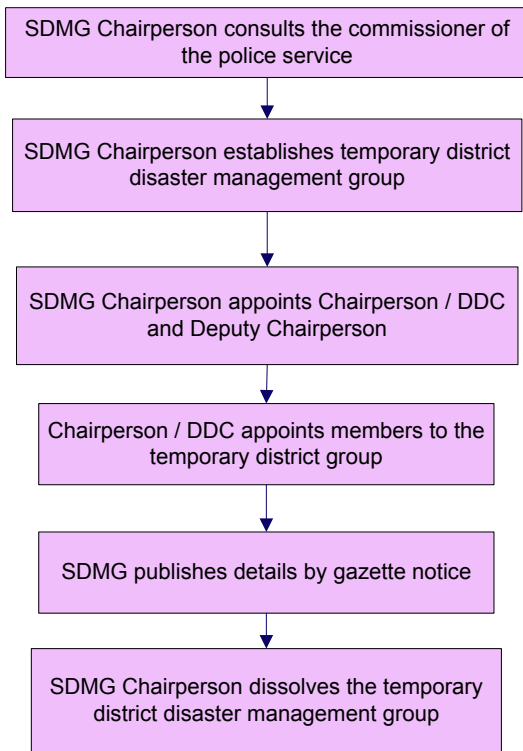 SDMG Chairperson consults the commissioner of
the police service
SDMG Chairperson establishes temporary district
disaster management group
SDMG Chairperson appoints Chairperson / DDC
and Deputy Chairperson
Chairperson / DDC appoints members to the
temporary district group
SDMG publishes details by gazette notice
SDMG Chairperson dissolves the temporary
district disaster management group